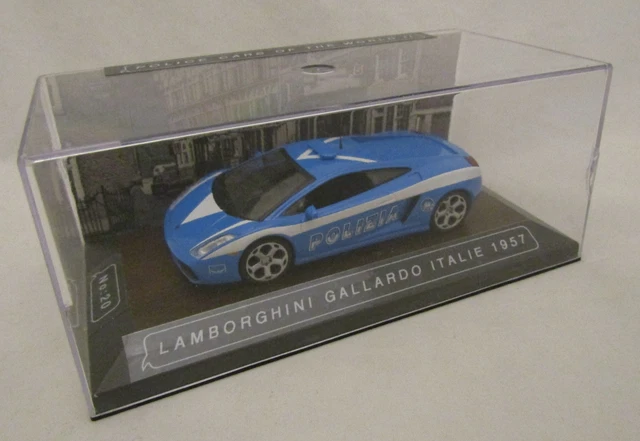 POLICE CARS OF THE WORLD
POLIZIA
No.20
LAMBORGHINI GALLARDO ITALIE 1957